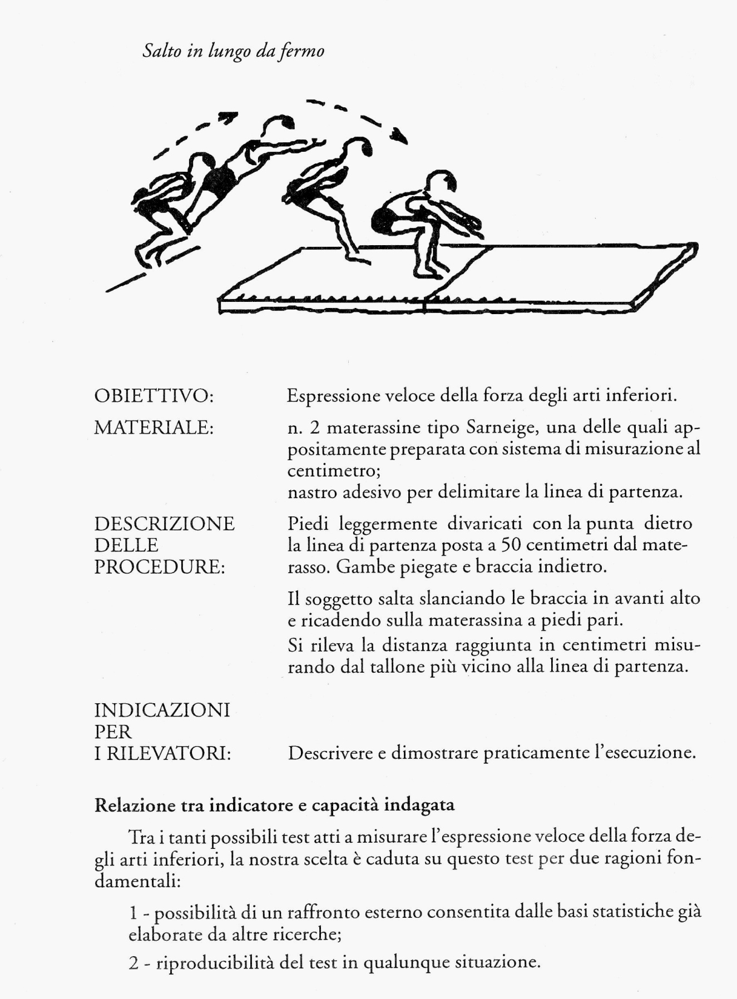 Salto in lungo da fermo
OBIETTIVO: Espressione veloce della forza degli arti inferiori.
MATERIALE: n. 2 materassine tipo Sarneige, una delle quali ap-
positamente preparata con sistema di misurazione al
centimetro;
nastro adesivo per delimitare la linea di partenza.
DESCRIZIONE Piedi leggermente divaricati con la punta dietro
DELLE la linea di partenza posta a 50 centimetri dal mate-
PROCEDURE: rasso. Gambe piegate e braccia indietro.
Il soggetto salta slanciando le braccia in avanti alto
e ricadendo sulla materassina a piedi pari.
Si rileva la distanza raggiunta in centimetri misu-
rando dal tallone più vicino alla linea di partenza.
INDICAZIONI
PER
I RILEVATORI: Descrivere e dimostrare praticamente l'esecuzione.
Relazione tra indicatore e capacità indagata
Tra i tanti possibili test atti a misurare l'espressione veloce della forza de-
gli arti inferiori, la nostra scelta è caduta su questo test per due ragioni fon-
damentali:
1 - possibilità di un raffronto esterno consentita dalle basi statistiche già
elaborate da altre ricerche;
2 - riproducibilità del test in qualunque situazione.